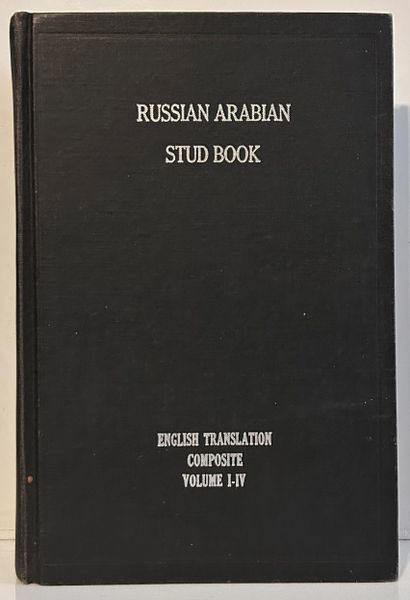 RUSSIAN ARABIAN
STUD BOOK
ENGLISH TRANSLATION
COMPOSITE
VOLUME I-IV